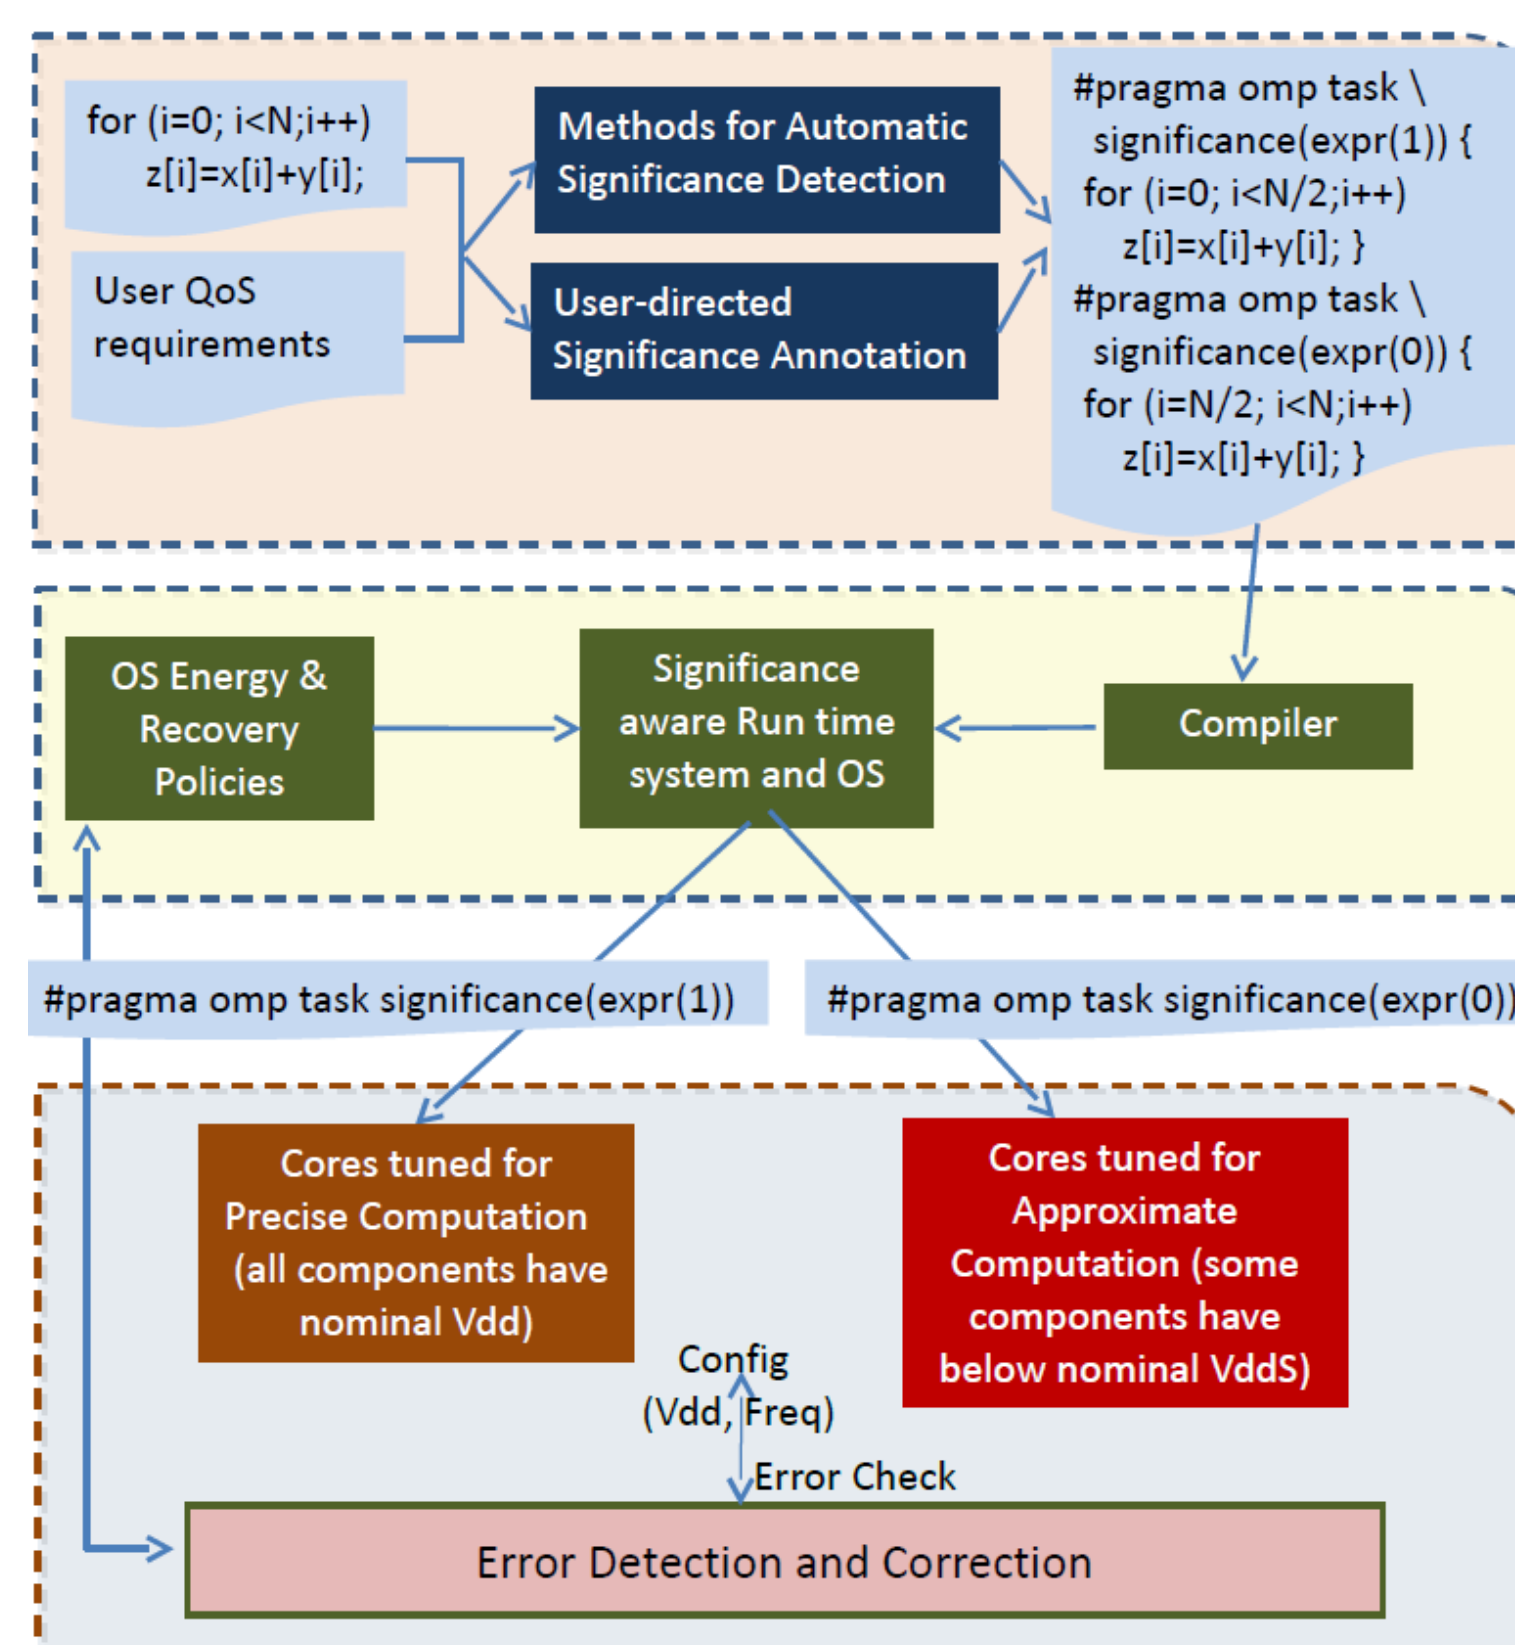 for (i=0; i<N;i++)
z[i]=x[i]+y[i];
User QoS
requirements
Methods for Automatic
Significance Detection
User-directed
Significance Annotation
#pragma omp task \
significance(expr(1)) {
for (i=0; i<N/2;i++)
z[i]=x[i]+y[i]; }
#pragma omp task \
significance(expr(0)) {
for (i=N/2; i<N;i++)
z[i]=x[i]+y[i]; }
OS Energy &
Recovery
Policies
Significance
aware Run time
system and OS
Compiler
#pragma omp task significance(expr(1))
#pragma omp task significance(expr(0))
Cores tuned for
Precise Computation
(all components have
nominal Vdd)
Cores tuned for
Approximate
Computation (some
components have
below nominal VddS)
Config
(Vdd, Freq)
Error Check
Error Detection and Correction